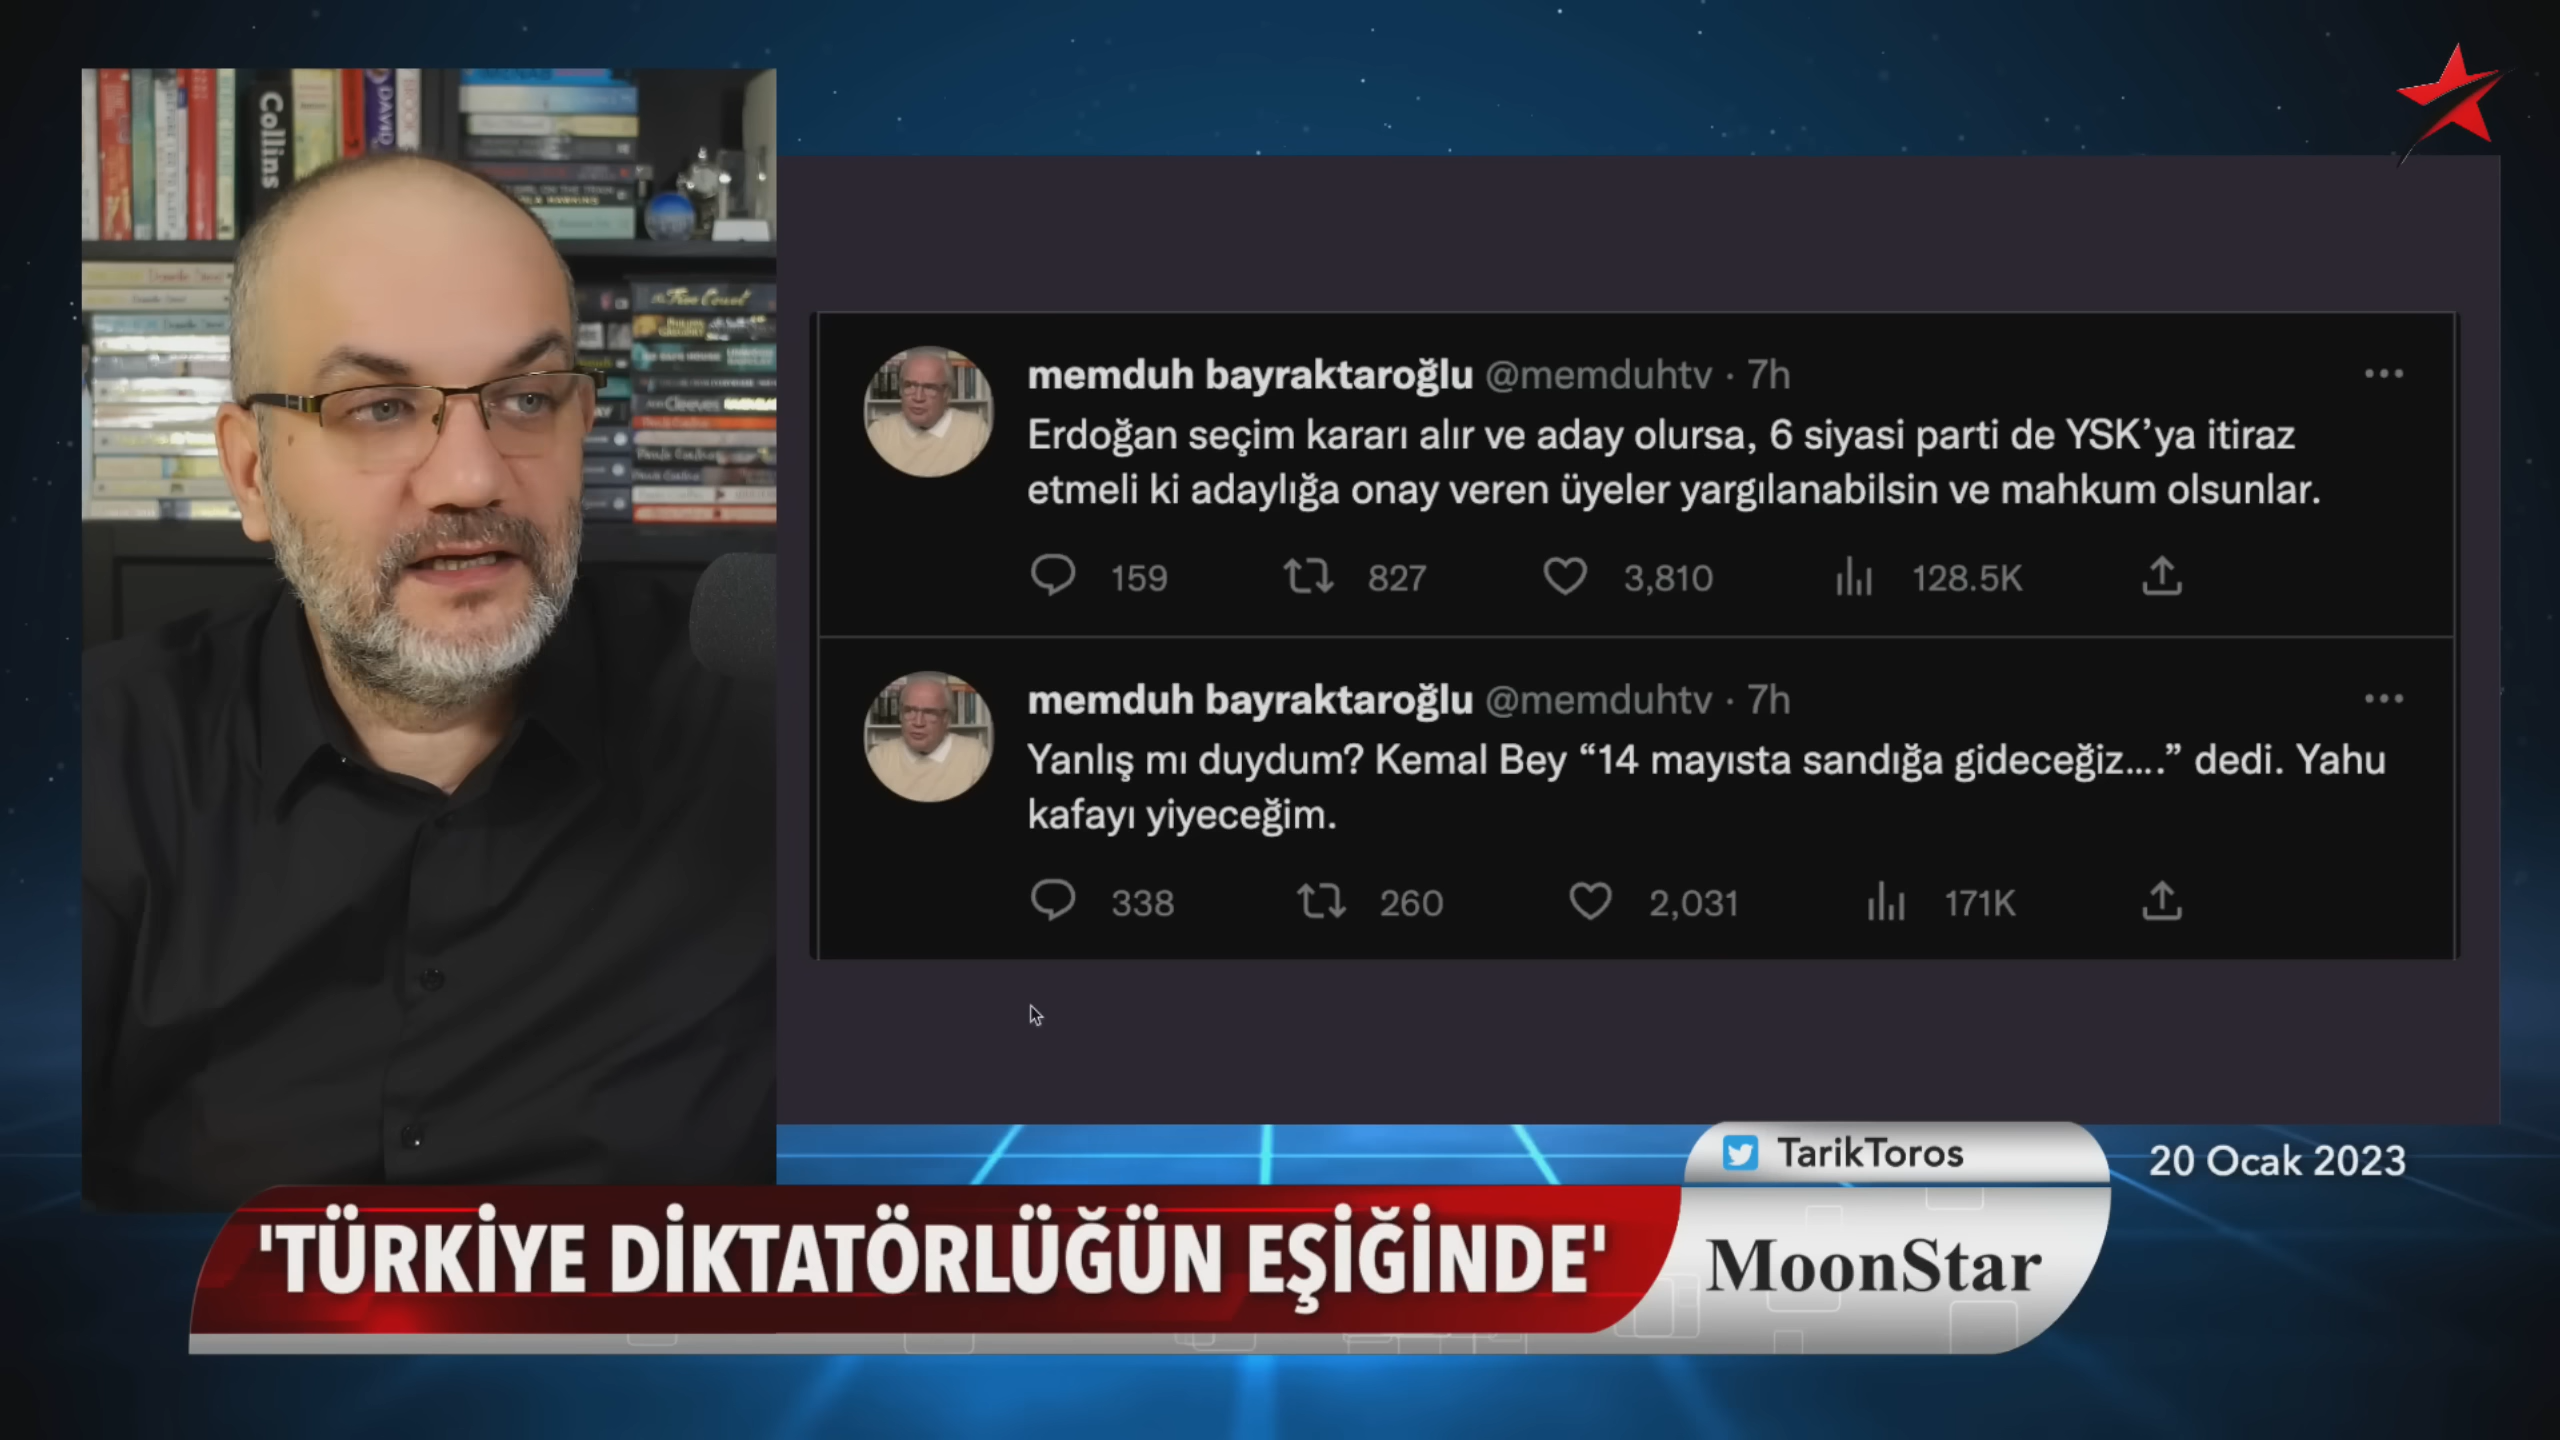 Collins
DAVID
memduh bayraktaroğlu @memduhtv · 7h
Erdoğan seçim kararı alır ve aday olursa, 6 siyasi parti de YSK’ya itiraz
etmeli ki adaylığa onay veren üyeler yargılanabilsin ve mahkum olsunlar.
159 827 3,810 128.5K
memduh bayraktaroğlu @memduhtv · 7h
Yanlış mı duydum? Kemal Bey “14 mayısta sandığa gideceğiz....” dedi. Yahu
kafayı yiyeceğim.
338 260 2,031 171K
TarikToros
20 Ocak 2023
'TÜRKİYE DİKTATÖRLÜĞÜN EŞİĞİNDE'
MoonStar